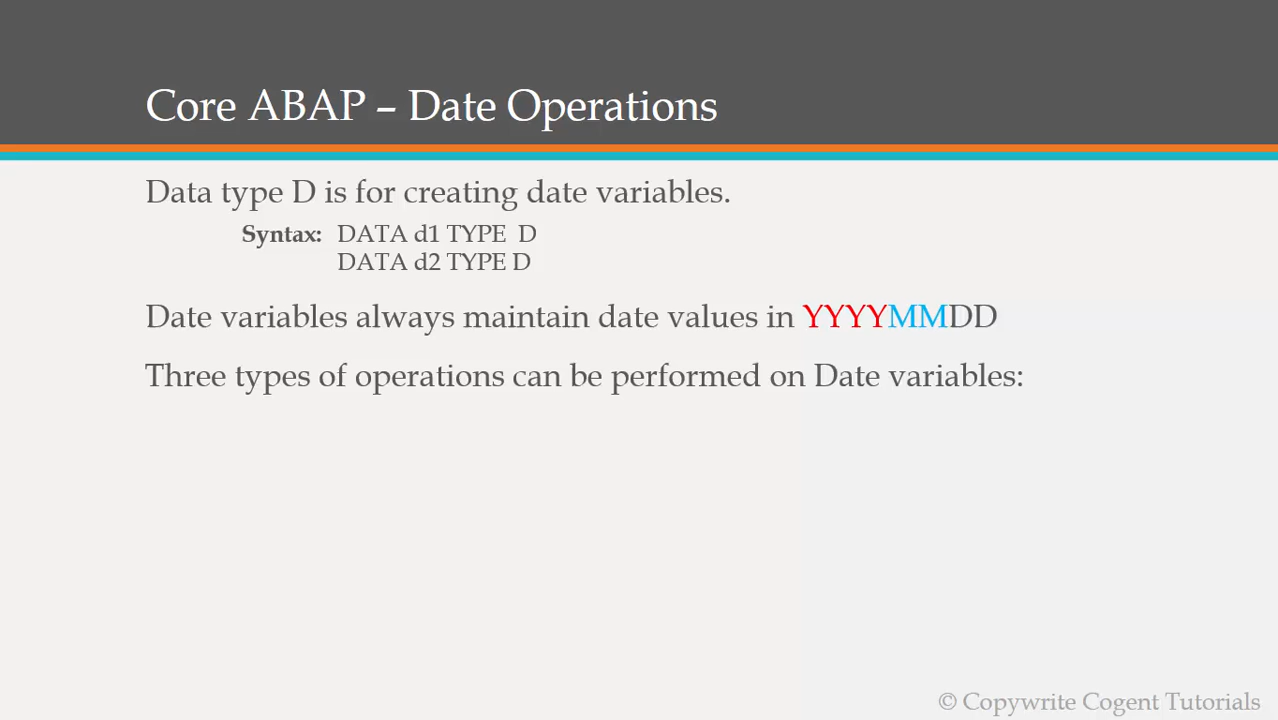 Core ABAP – Date Operations
Data type D is for creating date variables.
Syntax: DATA d1 TYPE D
DATA d2 TYPE D
Date variables always maintain date values in YYYYMMDD
Three types of operations can be performed on Date variables:
© Copywrite Cogent Tutorials